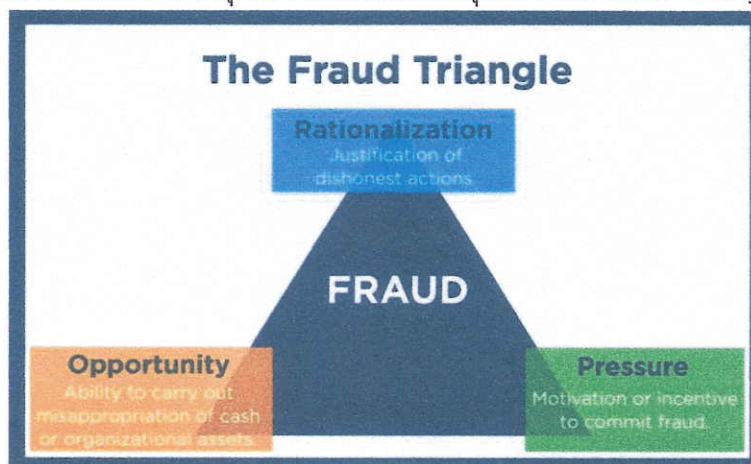 The Fraud Triangle
Rationalization
Justification of
dishonest actions.
FRAUD
Opportunity
Ability to carry out
misappropriation of cash
or organizational assets.
Pressure
Motivation or incentive
to commit fraud.